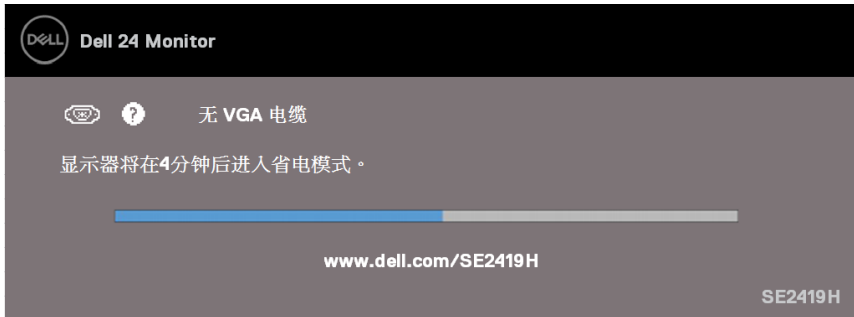 DELL Dell 24 Monitor
? 无 VGA 电缆
显示器将在4分钟后进入省电模式。
www.dell.com/SE2419H
SE2419H